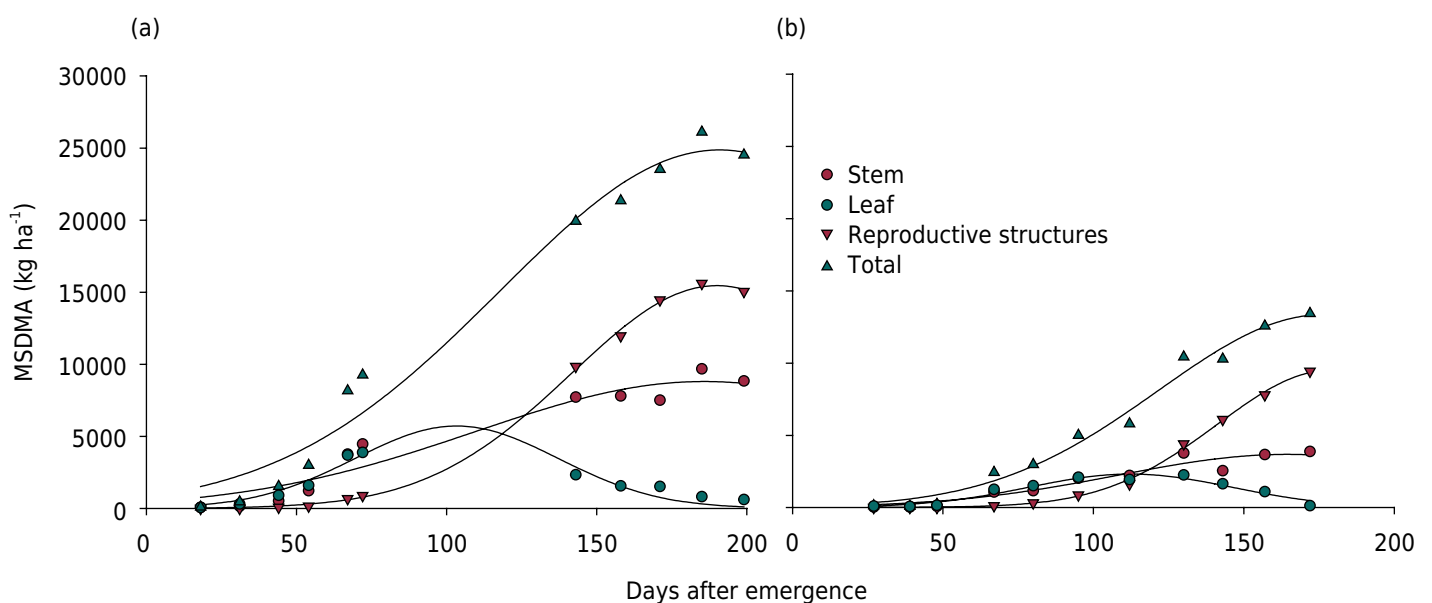 (a)
(b)
30000
25000
20000
15000
10000
5000
0
MSDMA (kg ha⁻¹)
Stem
Leaf
Reproductive structures
Total
0 50 100 150 200
0 50 100 150 200
Days after emergence